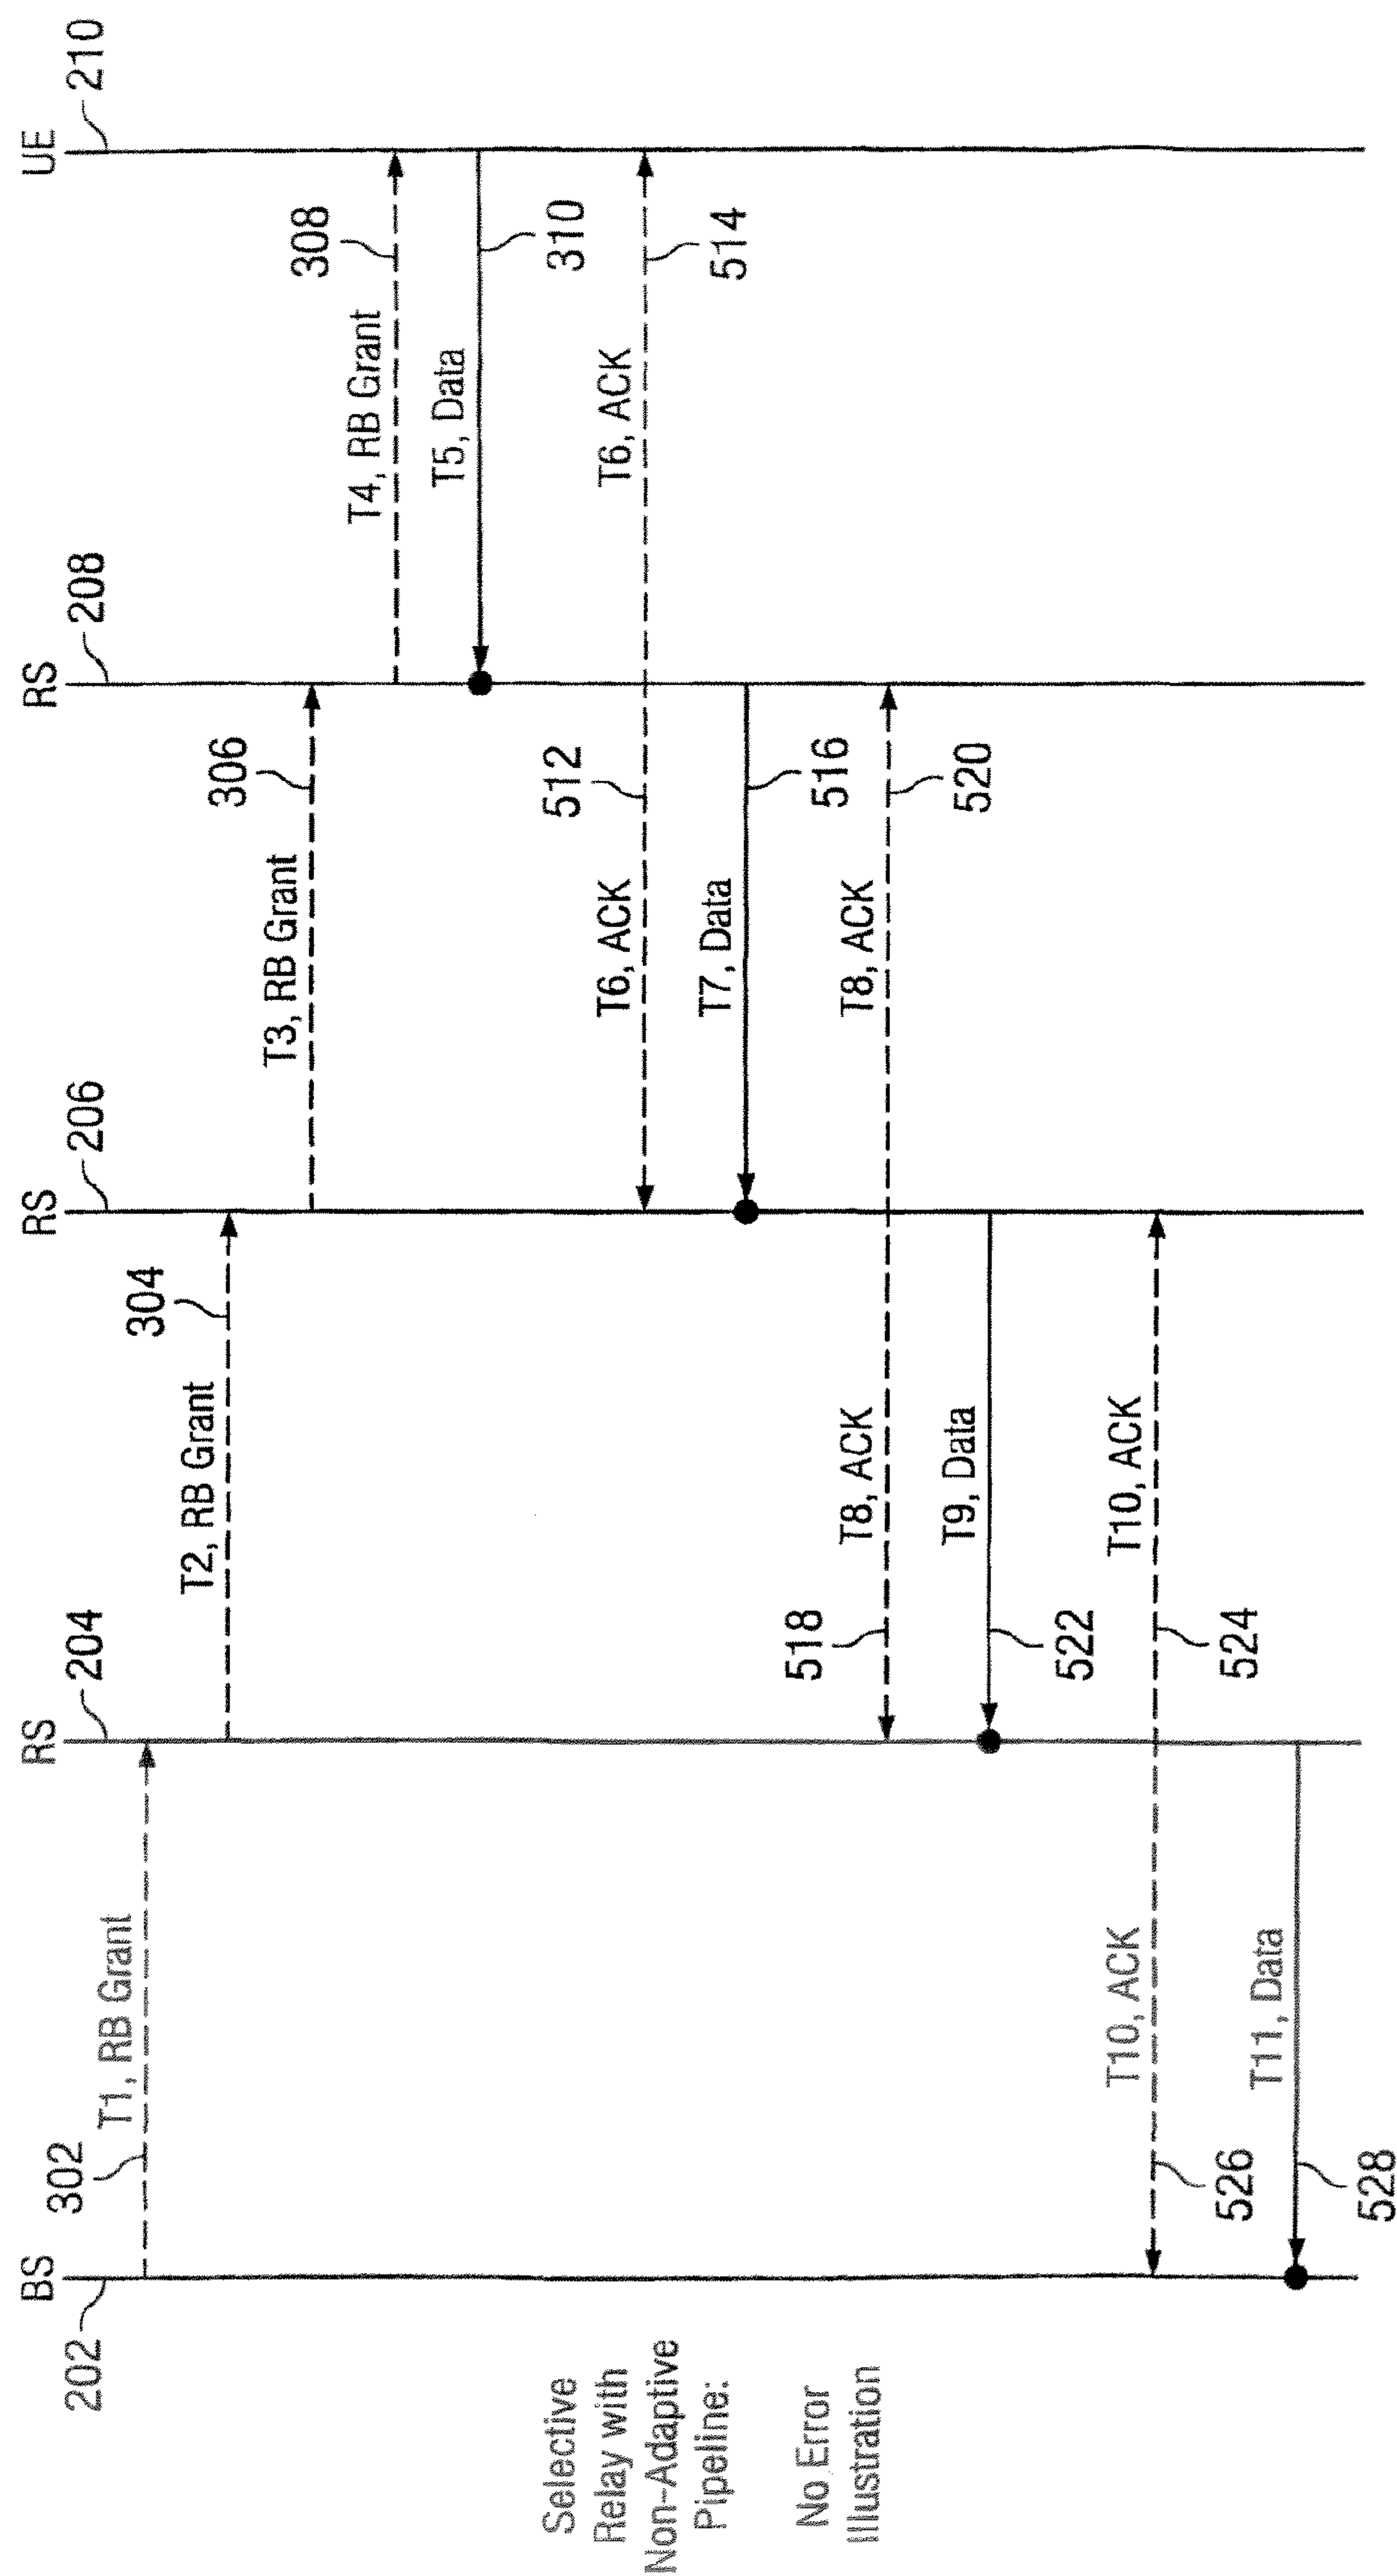 BS
202
RS
204
RS
206
RS
208
UE
210
302
T1, RB Grant
T2, RB Grant
304
T3, RB Grant
306
T4, RB Grant
308
T5, Data
310
T6, ACK
512
T6, ACK
514
T7, Data
516
518
T8, ACK
T8, ACK
520
T9, Data
522
526
T10, ACK
524
T10, ACK
528
T11, Data
Selective
Relay with
Non-Adaptive
Pipeline:
No Error
Illustration